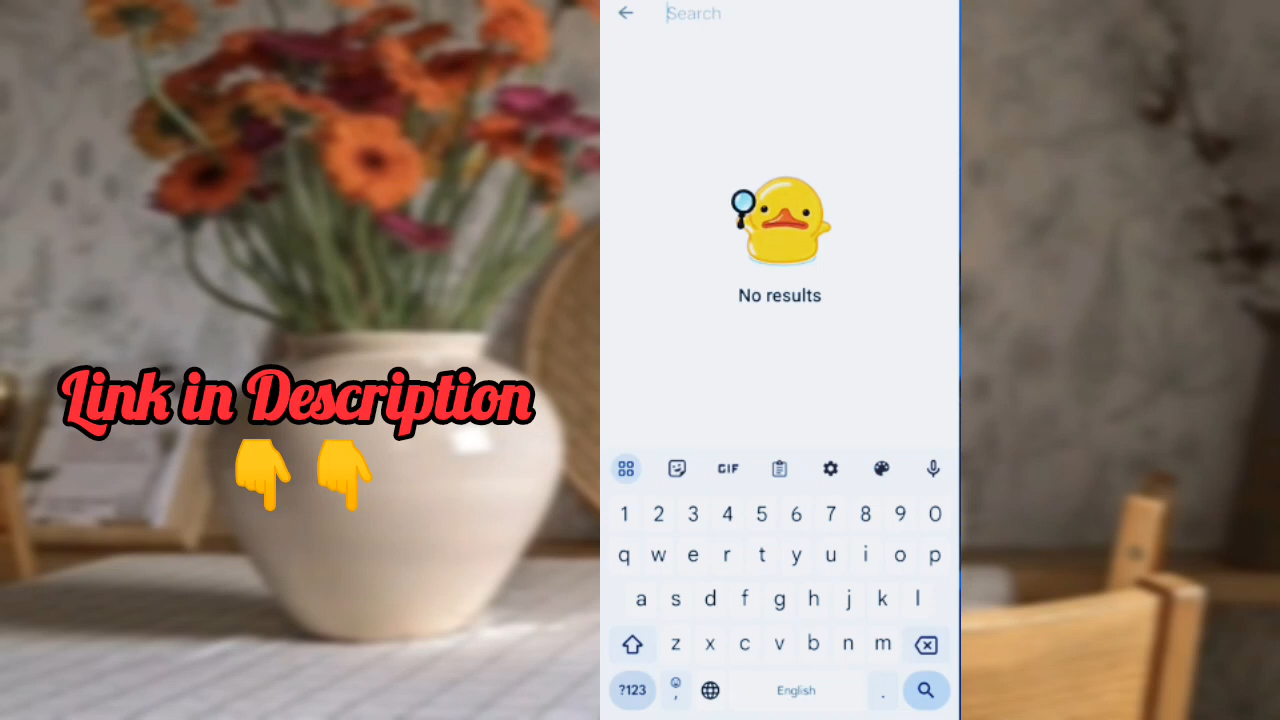 Search
No results
Link in Description
👇 👇
GIF
1 2 3 4 5 6 7 8 9 0
q w e r t y u i o p
a s d f g h j k l
z x c v b n m
?123 , English .